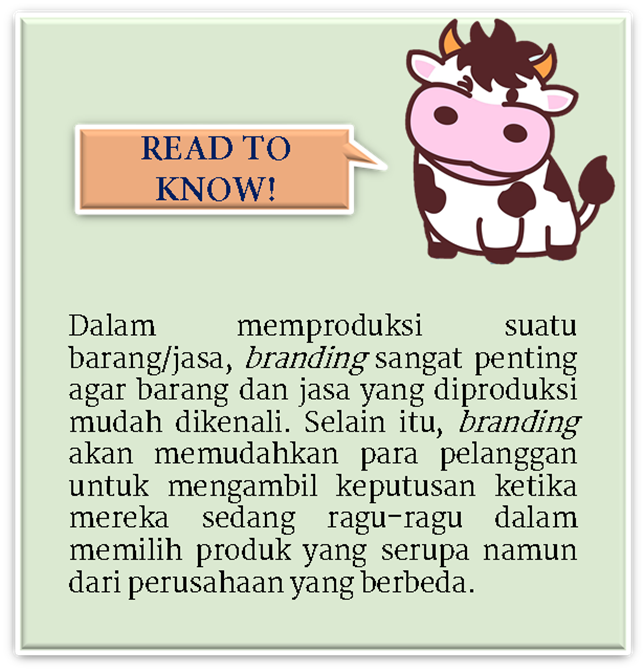 READ TO
KNOW!
Dalam memproduksi suatu
barang/jasa, branding sangat penting
agar barang dan jasa yang diproduksi
mudah dikenali. Selain itu, branding
akan memudahkan para pelanggan
untuk mengambil keputusan ketika
mereka sedang ragu-ragu dalam
memilih produk yang serupa namun
dari perusahaan yang berbeda.